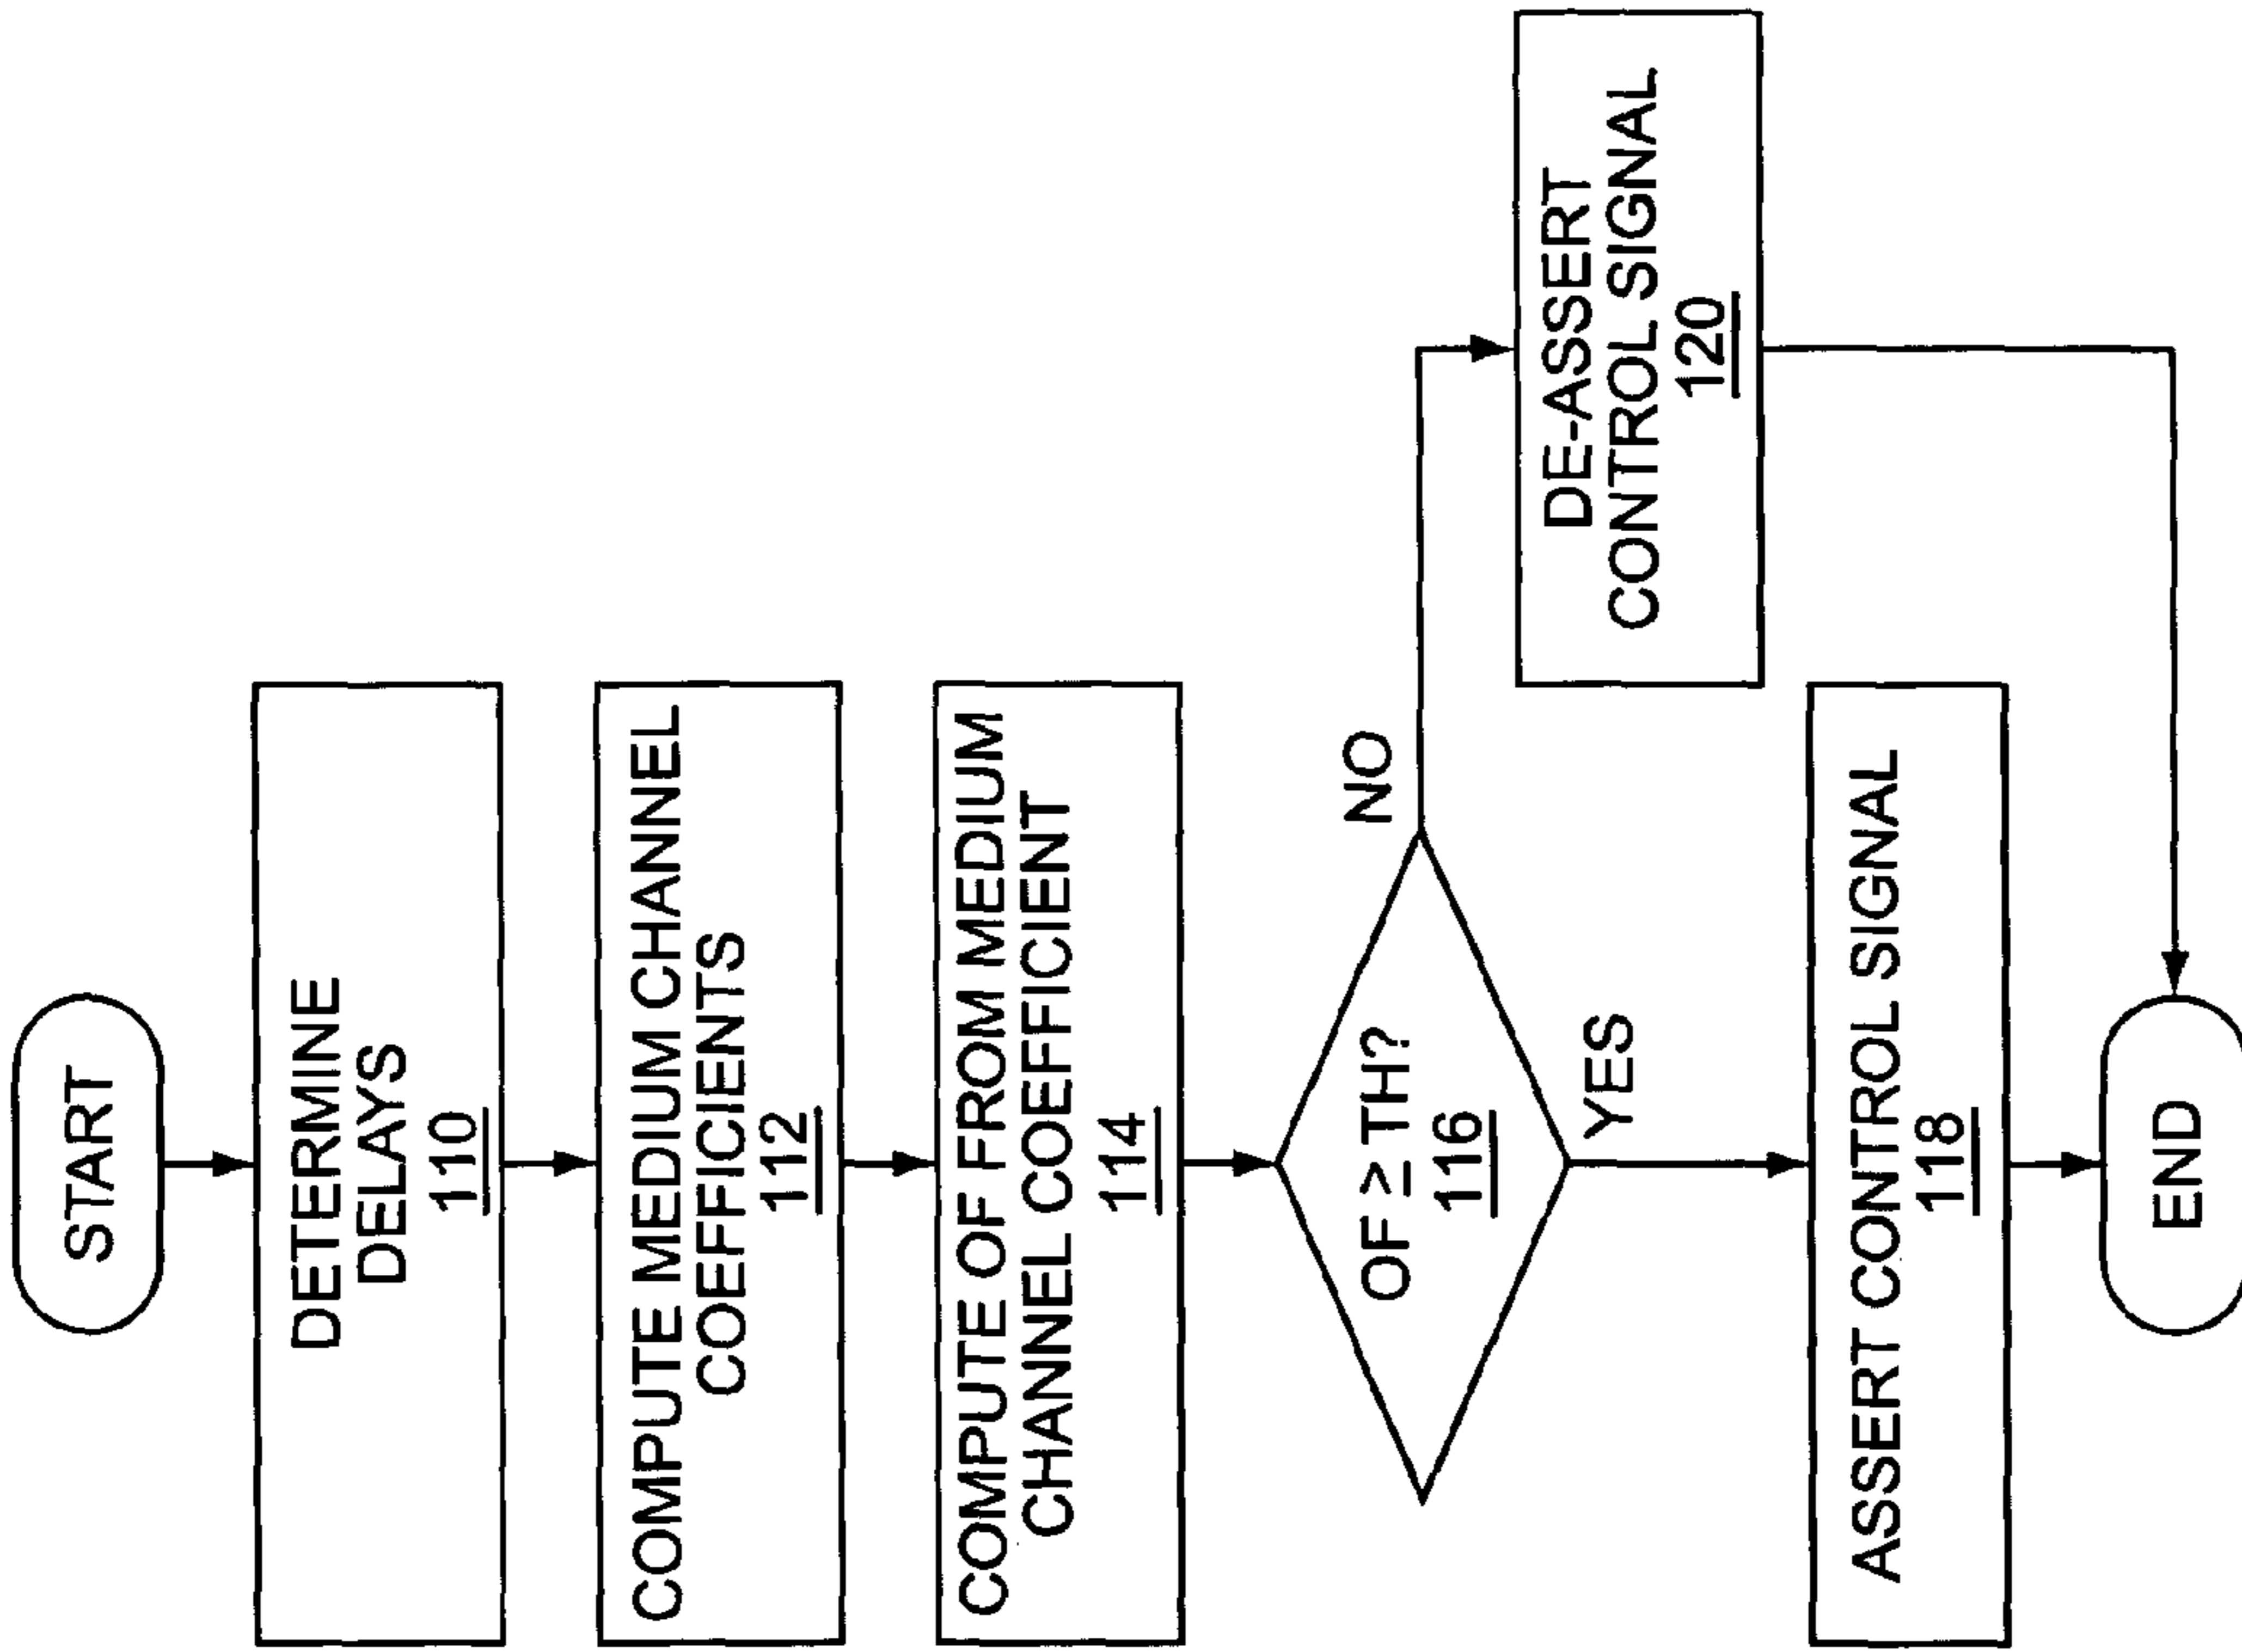 START
DETERMINE
DELAYS
110
COMPUTE MEDIUM CHANNEL
COEFFICIENTS
112
COMPUTE OF FROM MEDIUM
CHANNEL COEFFICIENT
114
OF ≥ TH?
116
NO
YES
DE-ASSERT
CONTROL SIGNAL
120
ASSERT CONTROL SIGNAL
118
END